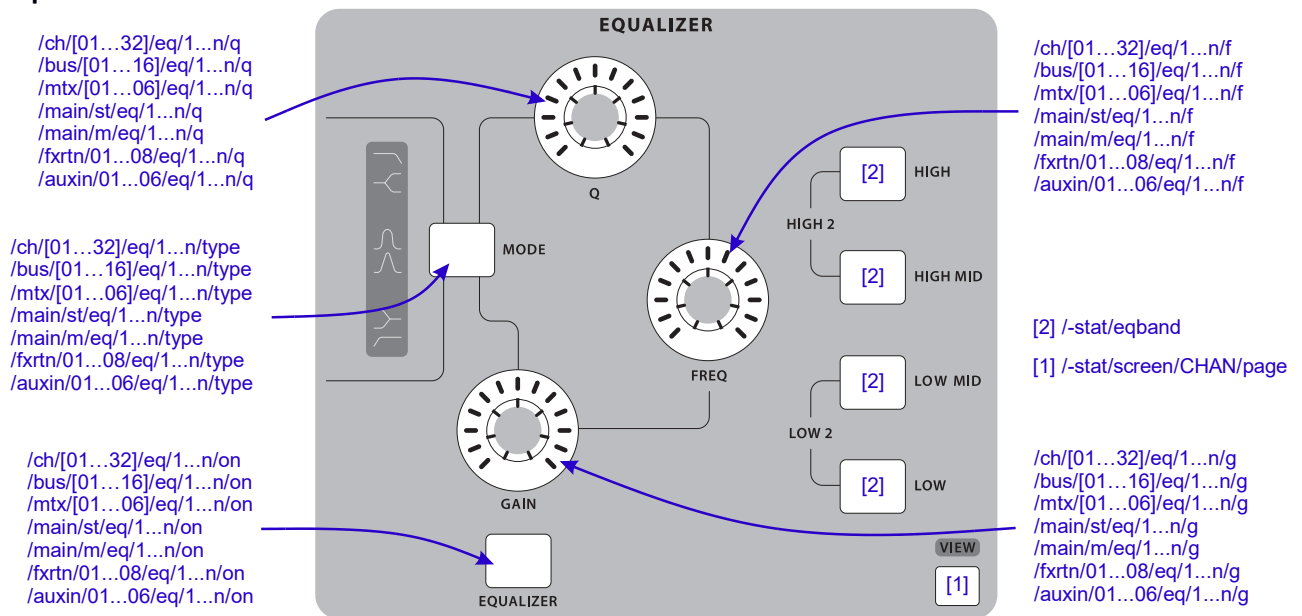 EQUALIZER
/ch/[01…32]/eq/1...n/q
/bus/[01…16]/eq/1...n/q
/mtx/[01…06]/eq/1...n/q
/main/st/eq/1...n/q
/main/m/eq/1...n/q
/fxrtn/01...08/eq/1...n/q
/auxin/01...06/eq/1...n/q
Q
/ch/[01…32]/eq/1...n/f
/bus/[01…16]/eq/1...n/f
/mtx/[01…06]/eq/1...n/f
/main/st/eq/1...n/f
/main/m/eq/1...n/f
/fxrtn/01...08/eq/1...n/f
/auxin/01...06/eq/1...n/f
[2] HIGH
HIGH 2
[2] HIGH MID
/ch/[01…32]/eq/1...n/type
/bus/[01…16]/eq/1...n/type
/mtx/[01…06]/eq/1...n/type
/main/st/eq/1...n/type
/main/m/eq/1...n/type
/fxrtn/01...08/eq/1...n/type
/auxin/01...06/eq/1...n/type
MODE
FREQ
[2] /-stat/eqband
[1] /-stat/screen/CHAN/page
[2] LOW MID
LOW 2
[2] LOW
GAIN
/ch/[01…32]/eq/1...n/on
/bus/[01…16]/eq/1...n/on
/mtx/[01…06]/eq/1...n/on
/main/st/eq/1...n/on
/main/m/eq/1...n/on
/fxrtn/01...08/eq/1...n/on
/auxin/01...06/eq/1...n/on
EQUALIZER
/ch/[01…32]/eq/1...n/g
/bus/[01…16]/eq/1...n/g
/mtx/[01…06]/eq/1...n/g
/main/st/eq/1...n/g
/main/m/eq/1...n/g
/fxrtn/01...08/eq/1...n/g
/auxin/01...06/eq/1...n/g
VIEW
[1]